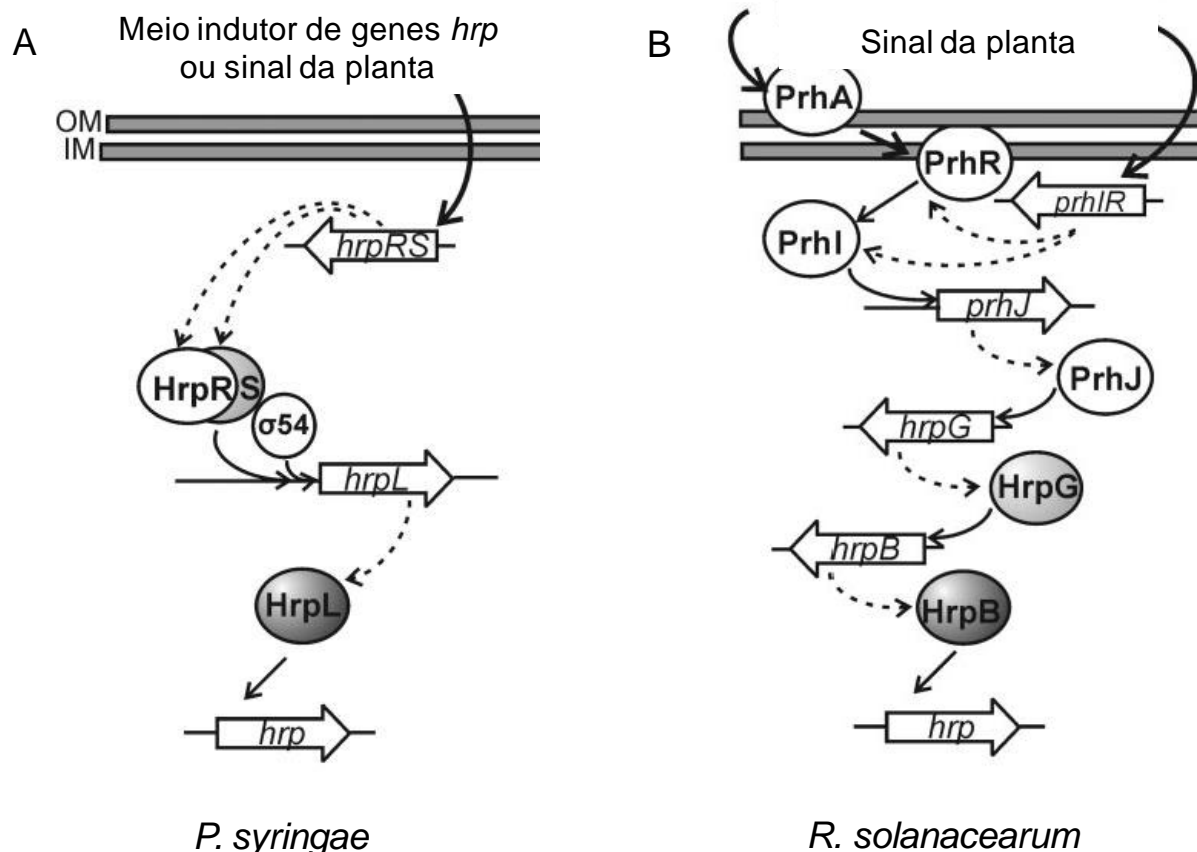 A
Meio indutor de genes hrp
ou sinal da planta
OM
IM
hrpRS
HrpR S
σ54
hrpL
HrpL
hrp
P. syringae
B
Sinal da planta
PrhA
PrhR
prhIR
PrhI
prhJ
PrhJ
hrpG
HrpG
hrpB
HrpB
hrp
R. solanacearum